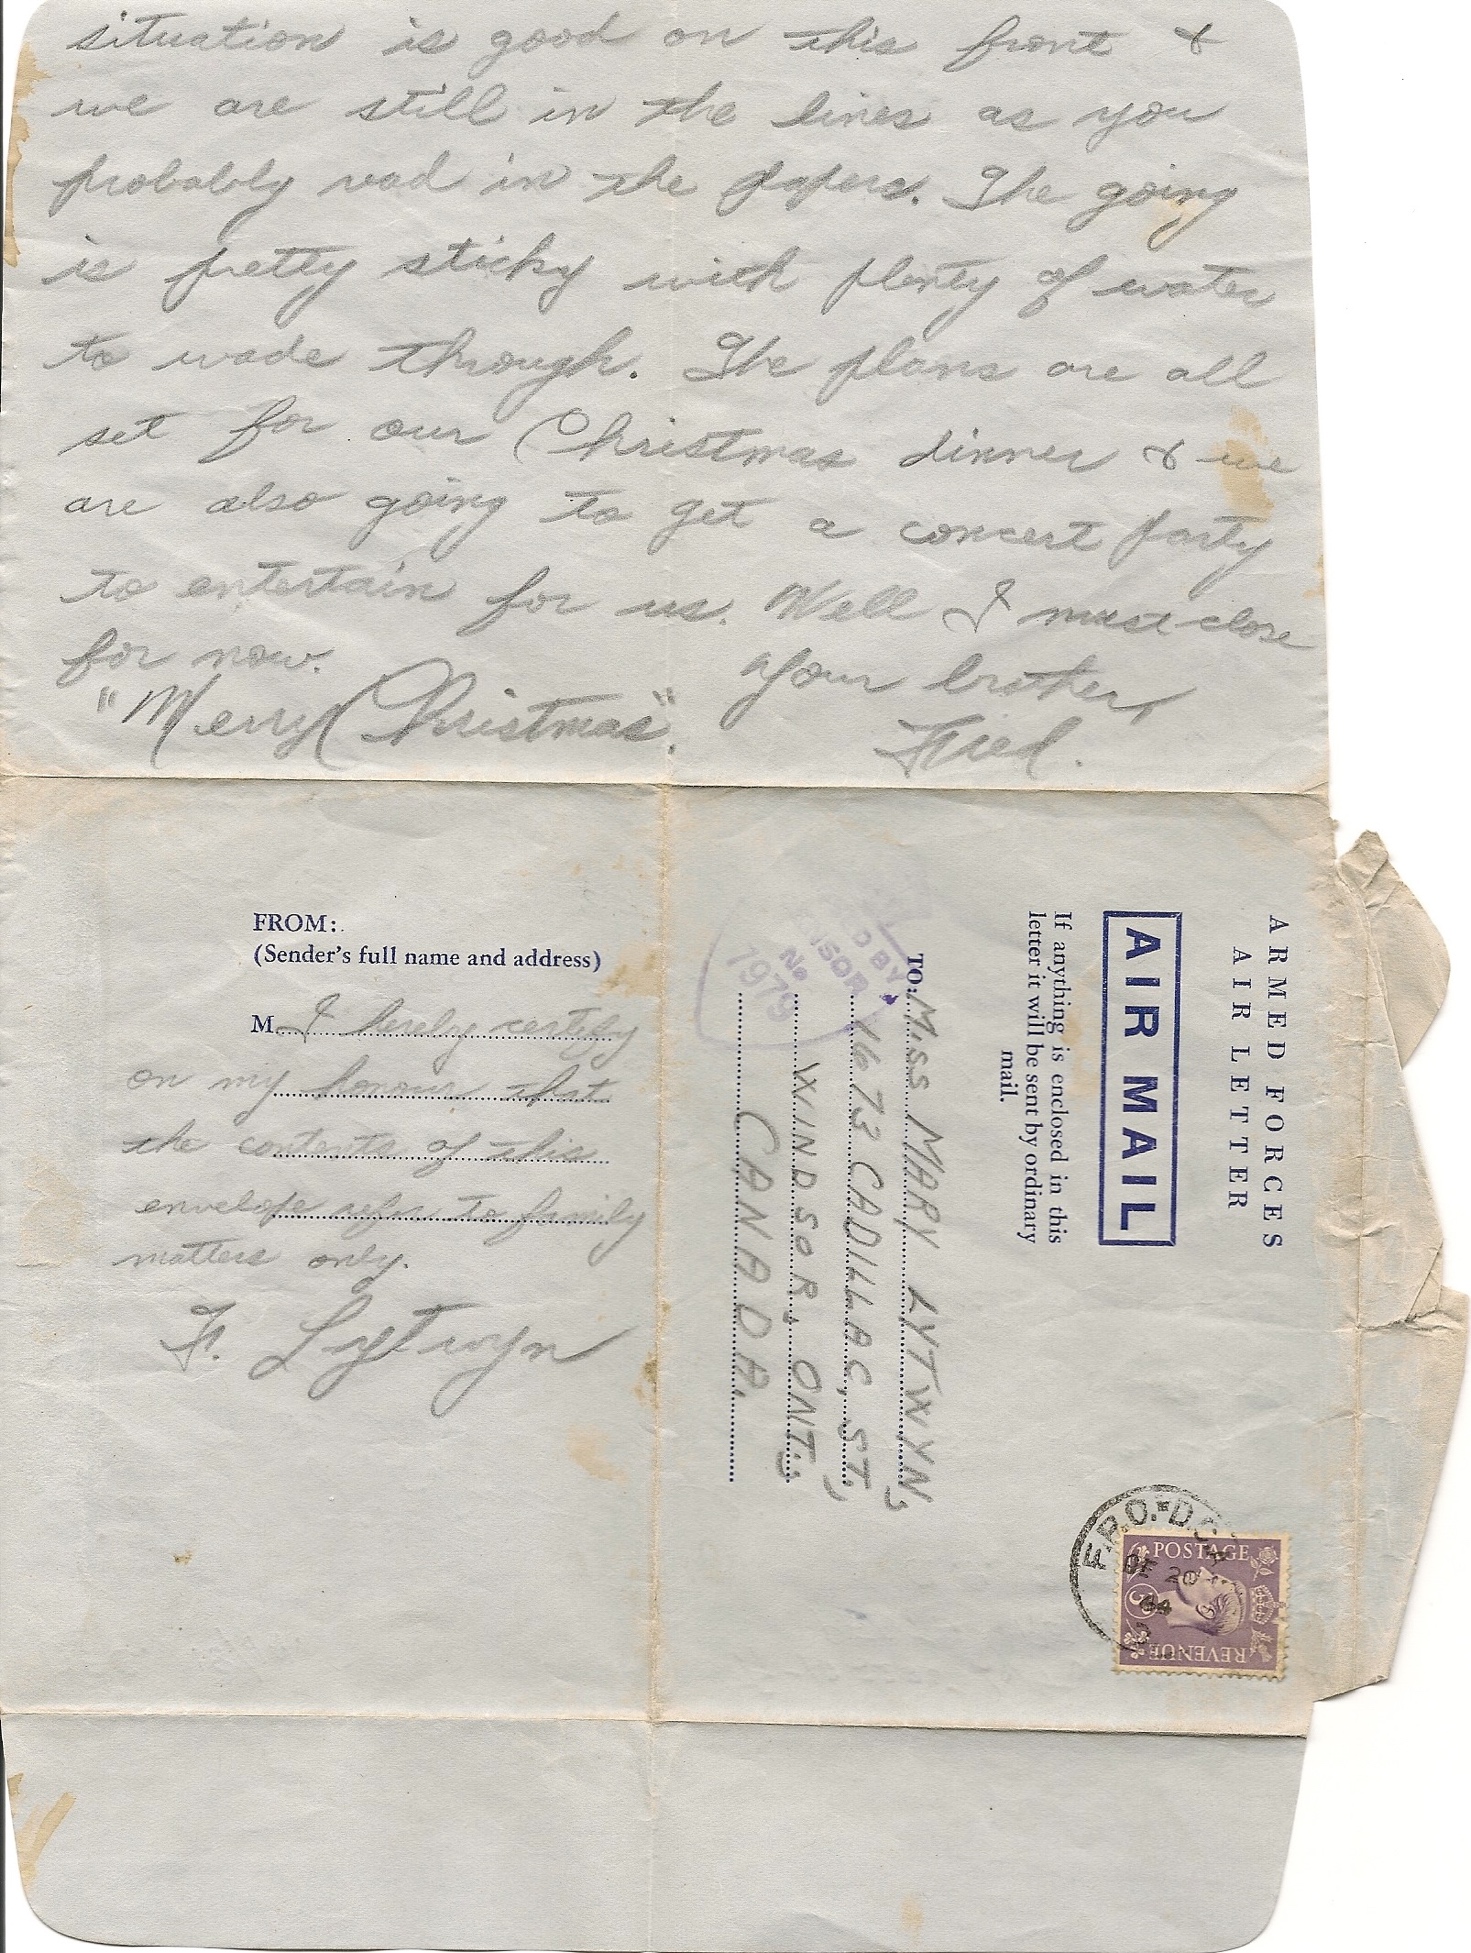 situation is good on this front &
we are still in the lines as you
probably read in the papers. The going
is pretty sticky with plenty of water
to wade through. The plans are all
set for our Christmas dinner & we
are also going to get a concert party
to entertain for us. Well I must close
for now.
Your brother,
"Merry Christmas".
Fred.
FROM:
(Sender's full name and address)
M. I hereby certify
on my honour that
the contents of this
envelope refer to family
matters only.
F. Lytwyn
ARMED FORCES
AIR LETTER
AIR MAIL
If anything is enclosed in this
letter it will be sent by ordinary
mail.
TO: MISS MARY LYTWYN,
1673 CADILLAC, ST,
WINDSOR, ONT,
CANADA.
BY
No
1979
F.P.O.
DE 20
44
POSTAGE
3
REVENUE